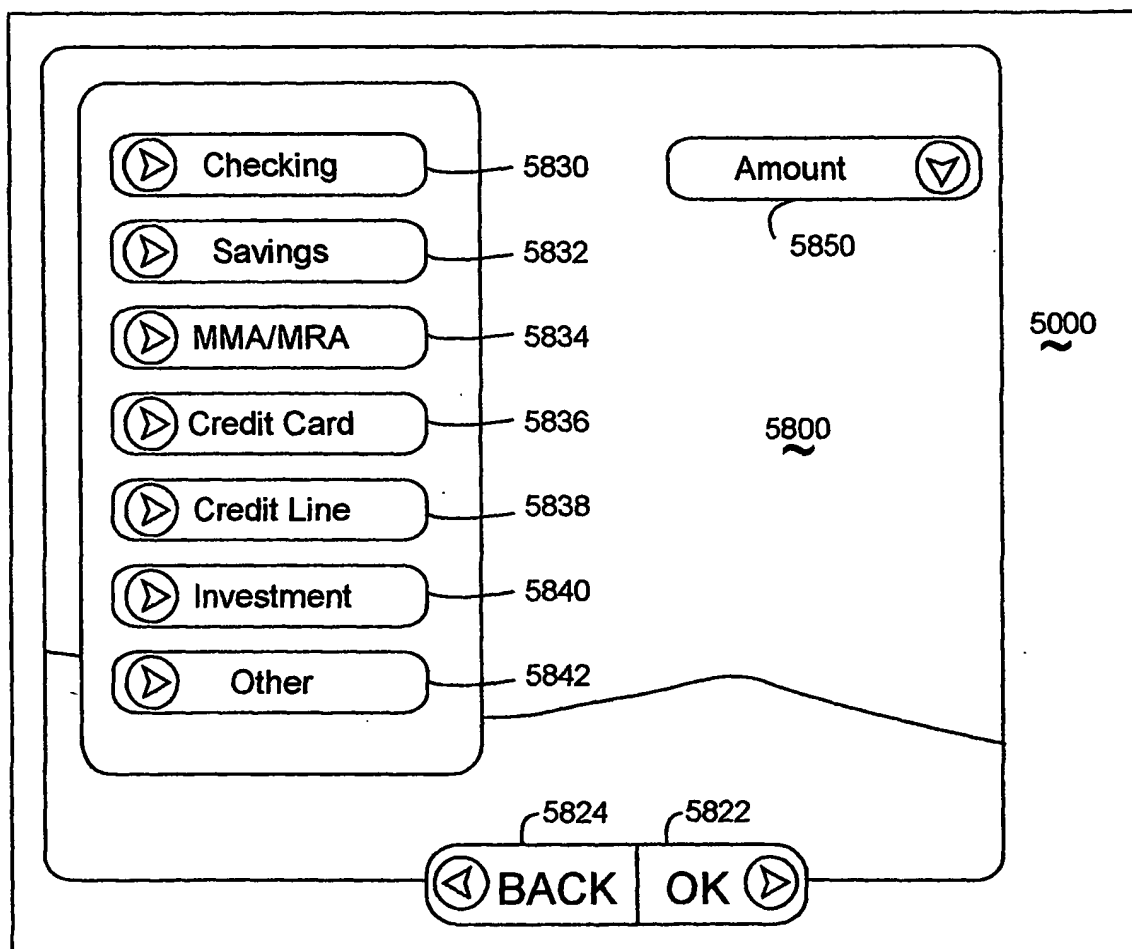 Checking 5830 Amount
5850
Savings 5832
MMA/MRA 5834
5000
Credit Card 5836
5800
Credit Line 5838
Investment 5840
Other 5842
5824 5822
BACK OK